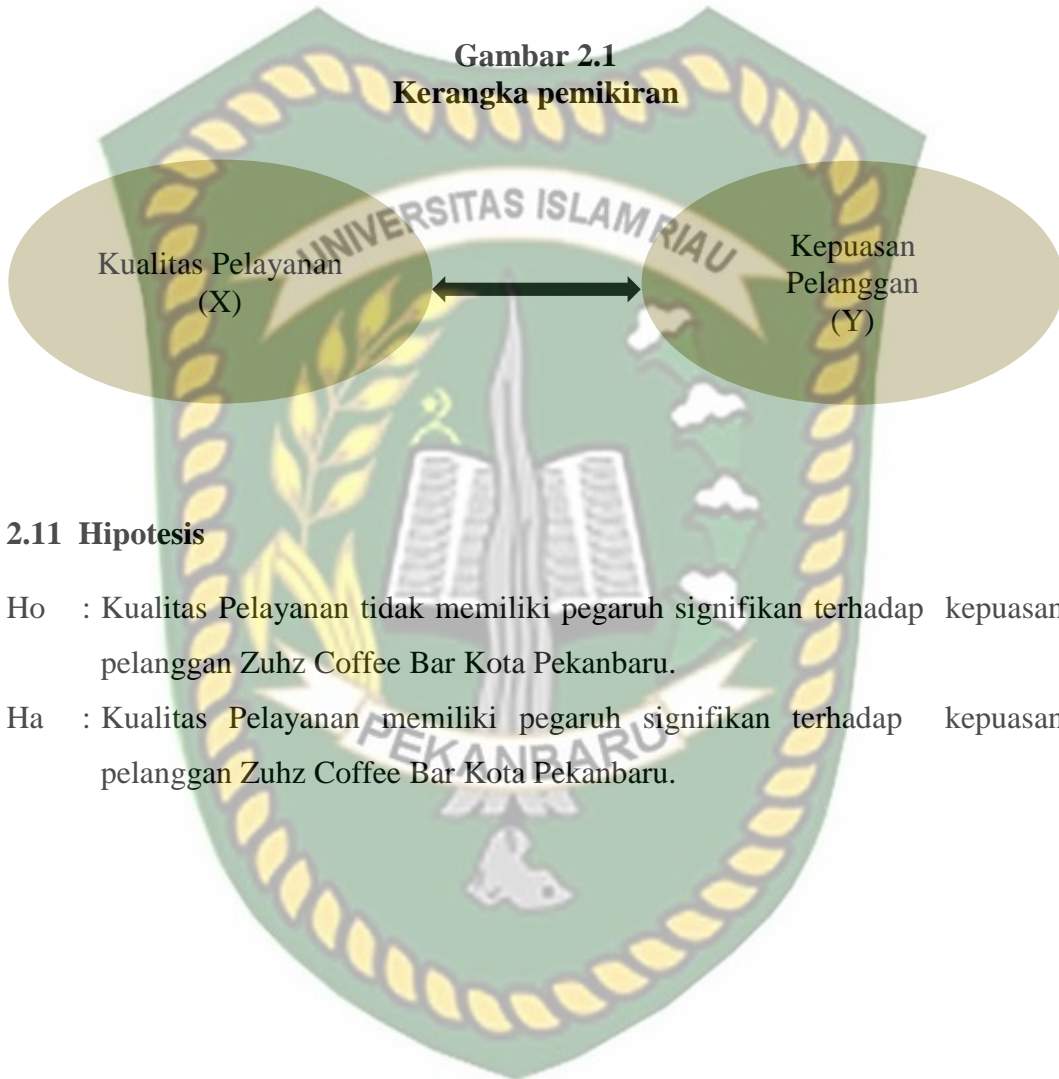 Gambar 2.1
Kerangka pemikiran
UNIVERSITAS ISLAM RIAU
Kualitas Pelayanan
(X)
Kepuasan
Pelanggan
(Y)
2.11 Hipotesis
Ho : Kualitas Pelayanan tidak memiliki pegaruh signifikan terhadap kepuasan
pelanggan Zuhz Coffee Bar Kota Pekanbaru.
Ha : Kualitas Pelayanan memiliki pegaruh signifikan terhadap kepuasan
pelanggan Zuhz Coffee Bar Kota Pekanbaru.
PEKANBARU